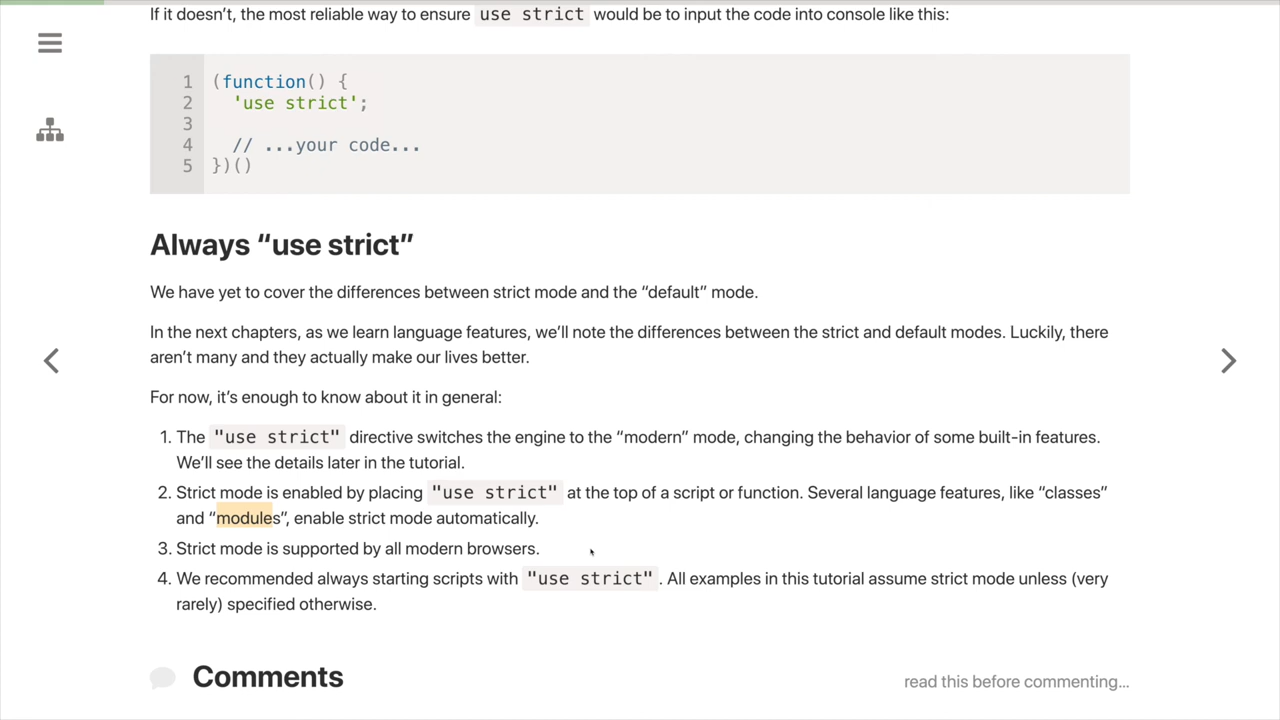 If it doesn’t, the most reliable way to ensure use strict would be to input the code into console like this:
1 (function() {
2 'use strict';
3
4 // ...your code...
5 })()
Always “use strict”
We have yet to cover the differences between strict mode and the “default” mode.
In the next chapters, as we learn language features, we’ll note the differences between the strict and default modes. Luckily, there
aren’t many and they actually make our lives better.
For now, it’s enough to know about it in general:
1. The "use strict" directive switches the engine to the “modern” mode, changing the behavior of some built-in features.
We’ll see the details later in the tutorial.
2. Strict mode is enabled by placing "use strict" at the top of a script or function. Several language features, like “classes”
and “modules”, enable strict mode automatically.
3. Strict mode is supported by all modern browsers.
4. We recommended always starting scripts with "use strict" . All examples in this tutorial assume strict mode unless (very
rarely) specified otherwise.
Comments
read this before commenting…